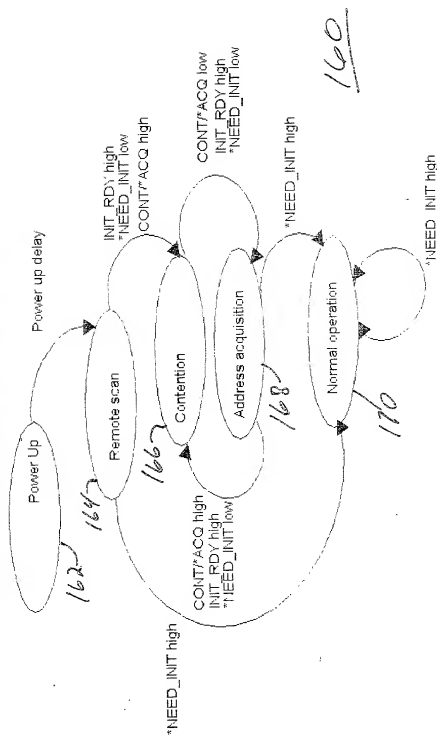 Power Up
162
Power up delay
Remote scan
164
INIT_RDY high
*NEED_INIT low
CONT/*ACQ high
Contention
166
CONT/*ACQ low
INIT_RDY high
*NEED_INIT low
Address acquisition
168
CONT/*ACQ high
INIT_RDY high
*NEED_INIT low
*NEED_INIT high
Normal operation
170
*NEED_INIT high
*NEED_INIT high
160